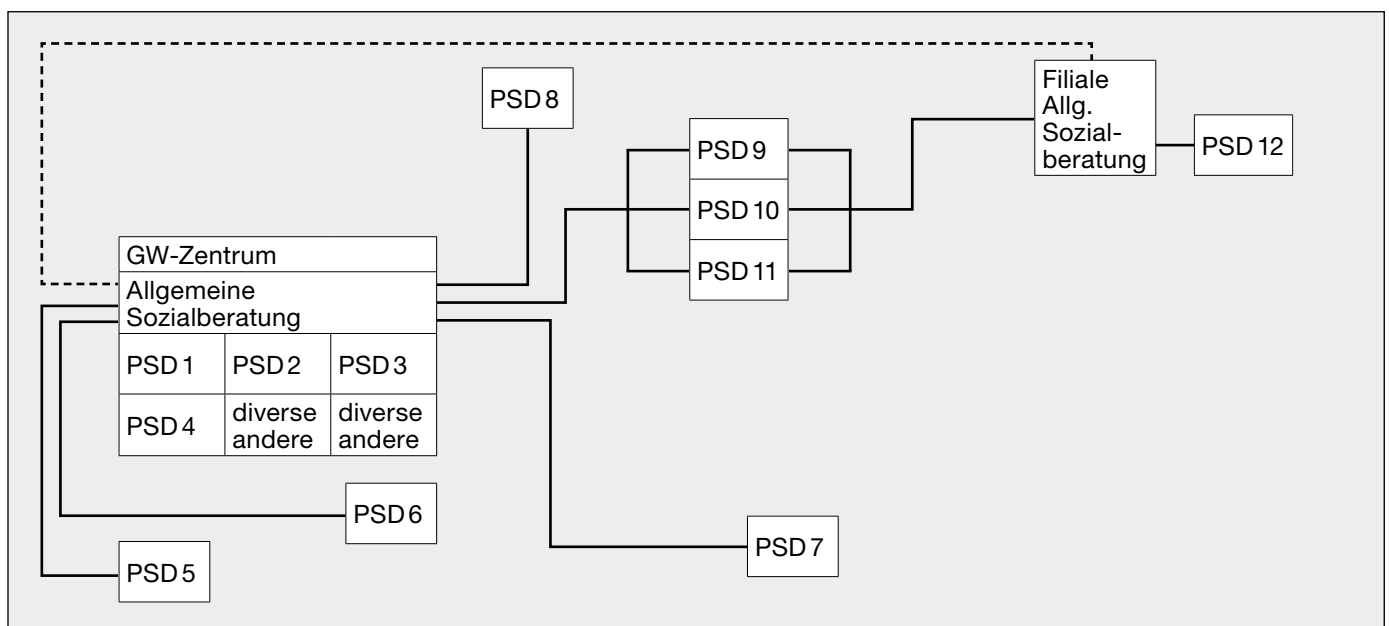 Filiale
Allg.
Sozial-
beratung
PSD 8
PSD 12
PSD 9
PSD 10
PSD 11
GW-Zentrum
Allgemeine
Sozialberatung
PSD 1 PSD 2 PSD 3
PSD 4 diverse andere diverse andere
PSD 6
PSD 7
PSD 5